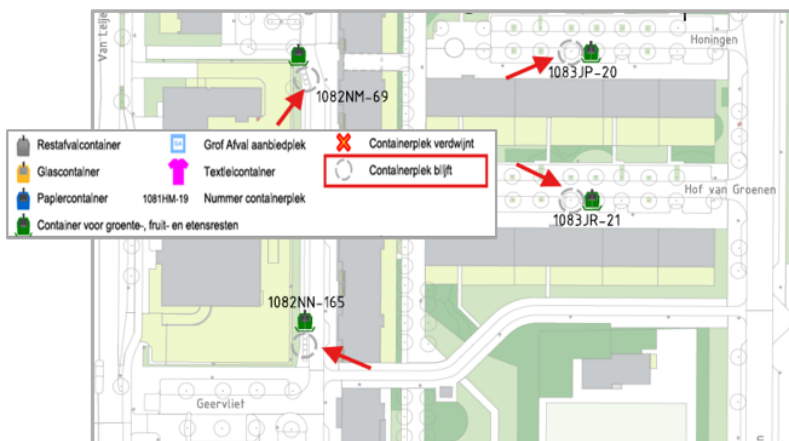 Van Leije
Honingen
1083JP-20
1082NM-69
Restafvalcontainer
Grof Afval aanbiedplek
Containerplek verdwijnt
Glascontainer
Textielcontainer
Containerplek blijft
Papiercontainer
1081HM-19 Nummer containerplek
Container voor groente-, fruit- en etensresten
Hof van Groenen
1083JR-21
1082NN-165
Geervliet